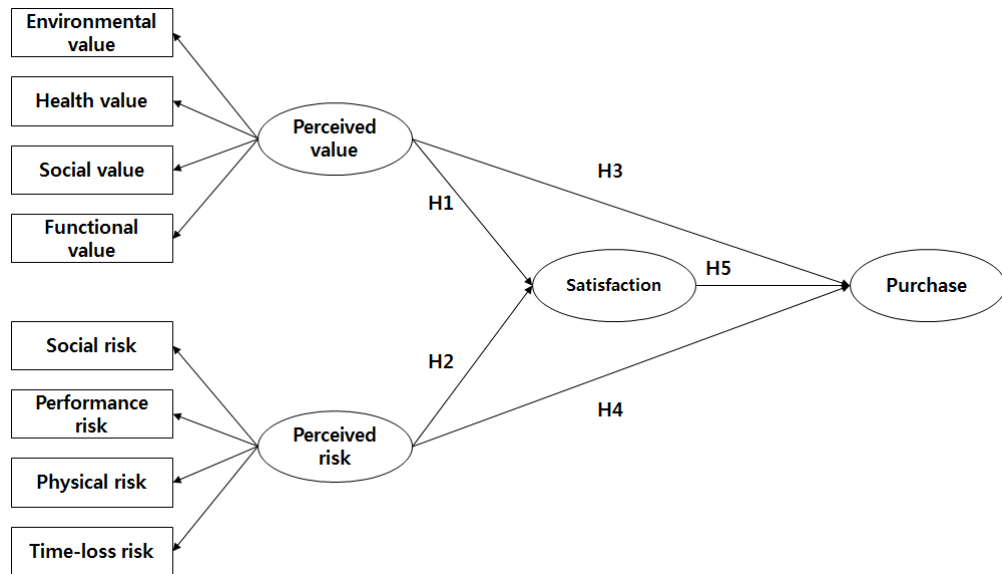 Environmental
value
Health value
Social value
Functional
value
Perceived
value
H1
H3
Satisfaction
H5
Purchase
H2
H4
Social risk
Performance
risk
Physical risk
Time-loss risk
Perceived
risk